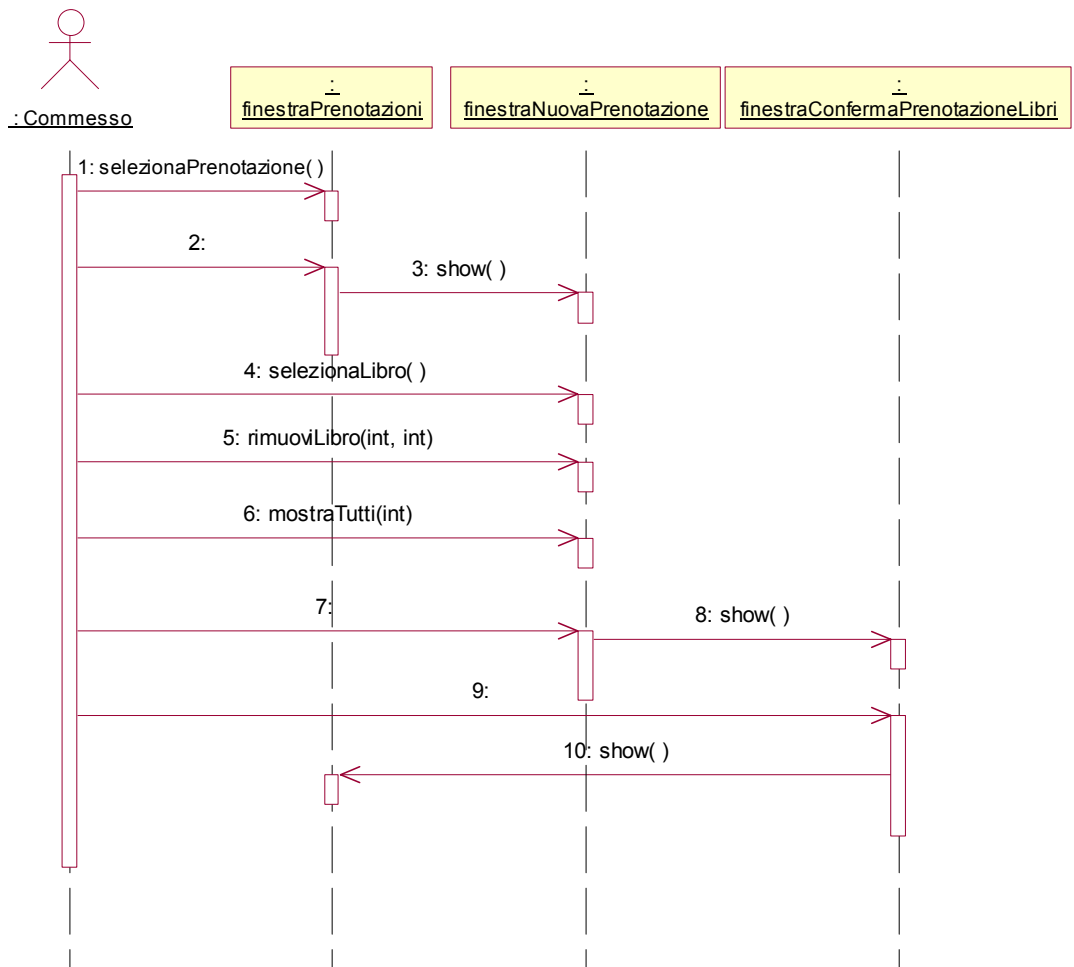 : Commesso
:
finestraPrenotazioni
:
finestraNuovaPrenotazione
:
finestraConfermaPrenotazioneLibri
1: selezionaPrenotazione( )
2:
3: show( )
4: selezionaLibro( )
5: rimuoviLibro(int, int)
6: mostraTutti(int)
7:
8: show( )
9:
10: show( )